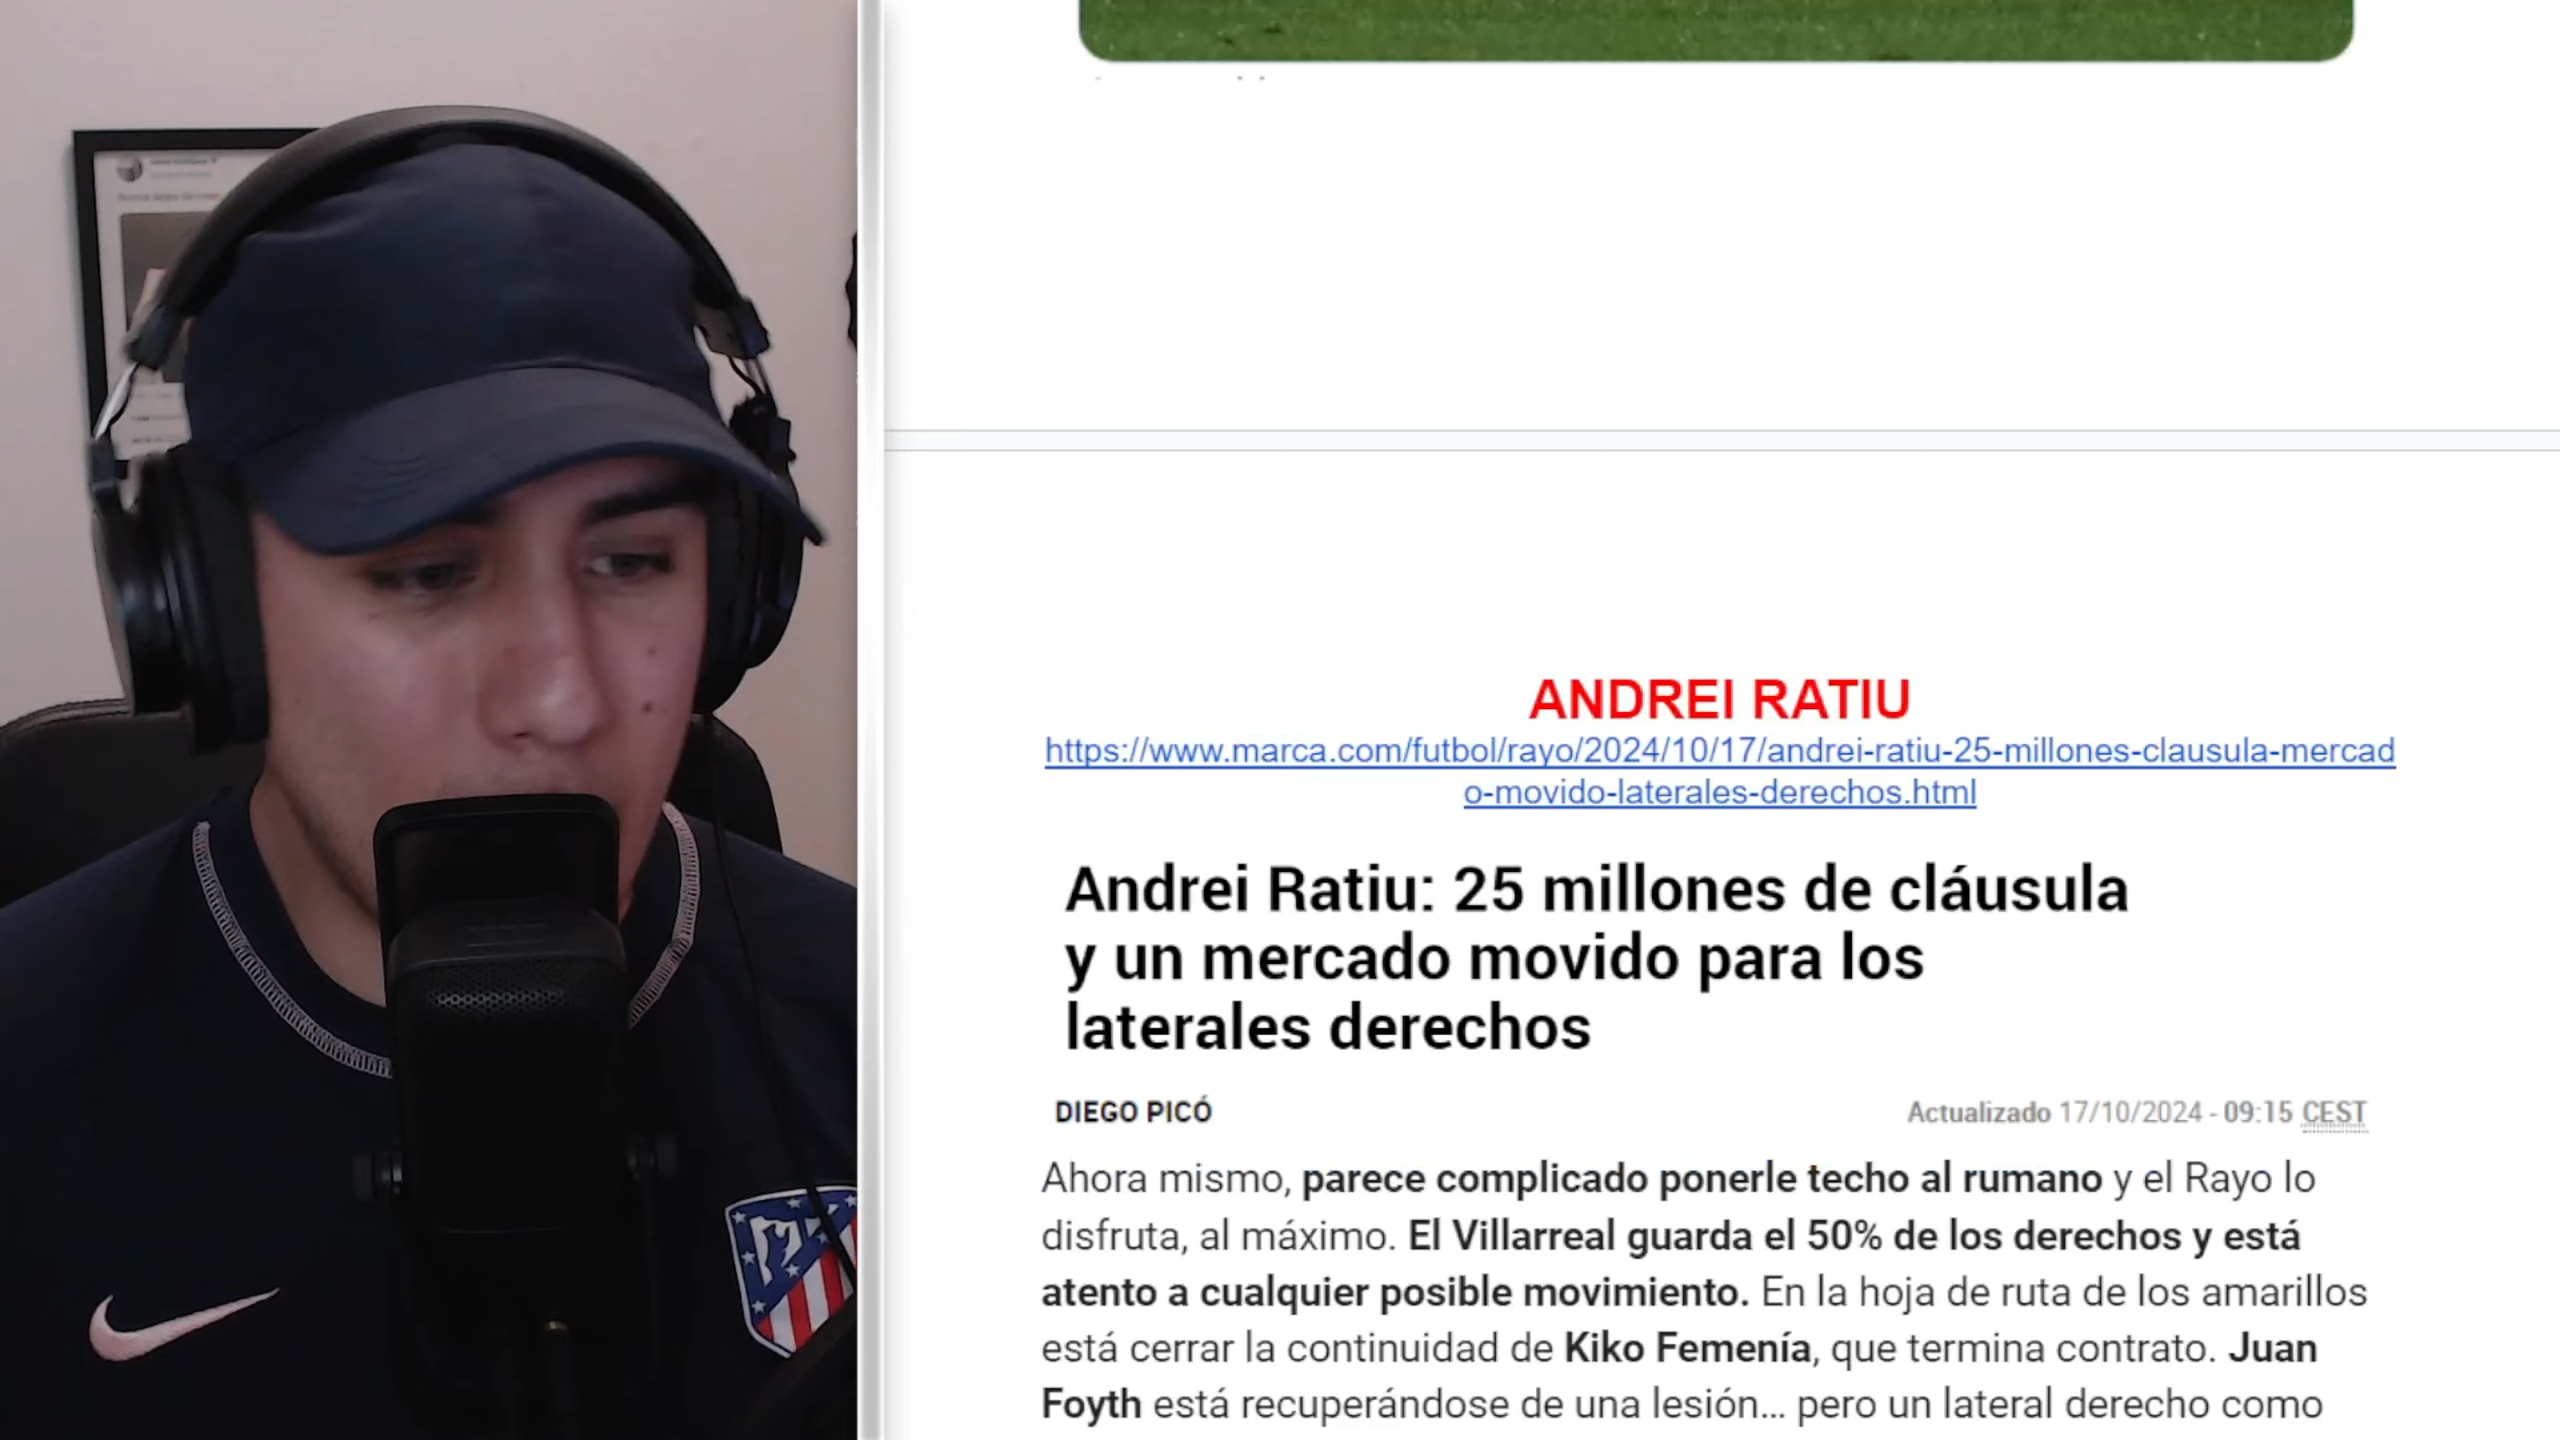 ANDREI RATIU
https://www.marca.com/futbol/rayo/2024/10/17/andrei-ratiu-25-millones-clausula-mercad
o-movido-laterales-derechos.html
Andrei Ratiu: 25 millones de cláusula
y un mercado movido para los
laterales derechos
DIEGO PICÓ
Actualizado 17/10/2024 - 09:15 CEST
Ahora mismo, parece complicado ponerle techo al rumano y el Rayo lo
disfruta, al máximo. El Villarreal guarda el 50% de los derechos y está
atento a cualquier posible movimiento. En la hoja de ruta de los amarillos
está cerrar la continuidad de Kiko Femenía, que termina contrato. Juan
Foyth está recuperándose de una lesión... pero un lateral derecho como